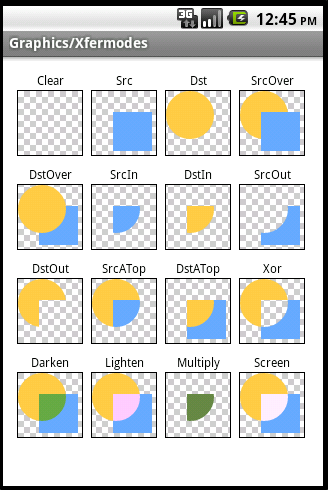 3G 12:45 PM
Graphics/Xfermodes
Clear Src Dst SrcOver
DstOver SrcIn DstIn SrcOut
DstOut SrcATop DstATop Xor
Darken Lighten Multiply Screen